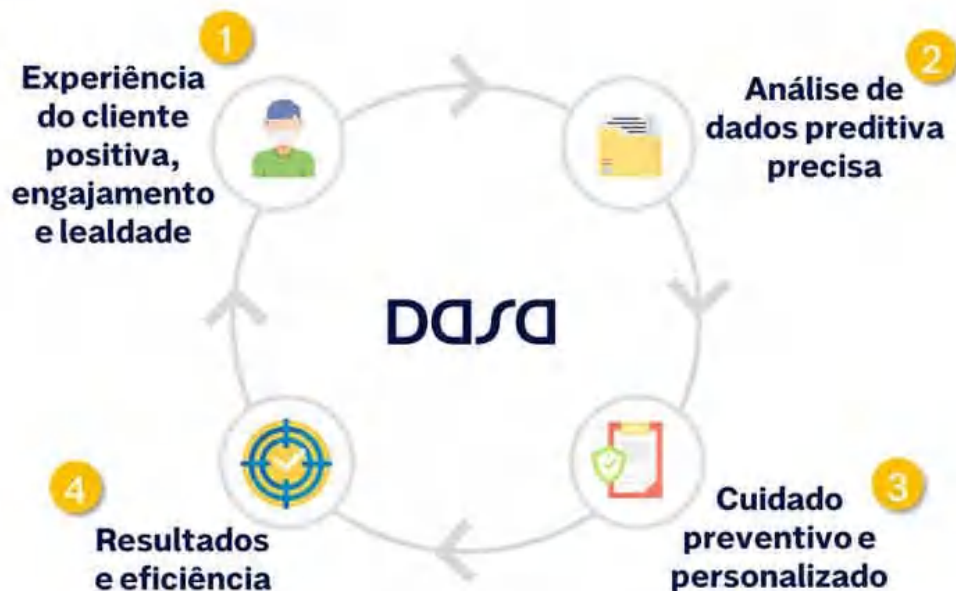 1
Experiência
do cliente
positiva,
engajamento
e lealdade
2
Análise de
dados preditiva
precisa
DASA
3
Cuidado
preventivo e
personalizado
4
Resultados
e eficiência